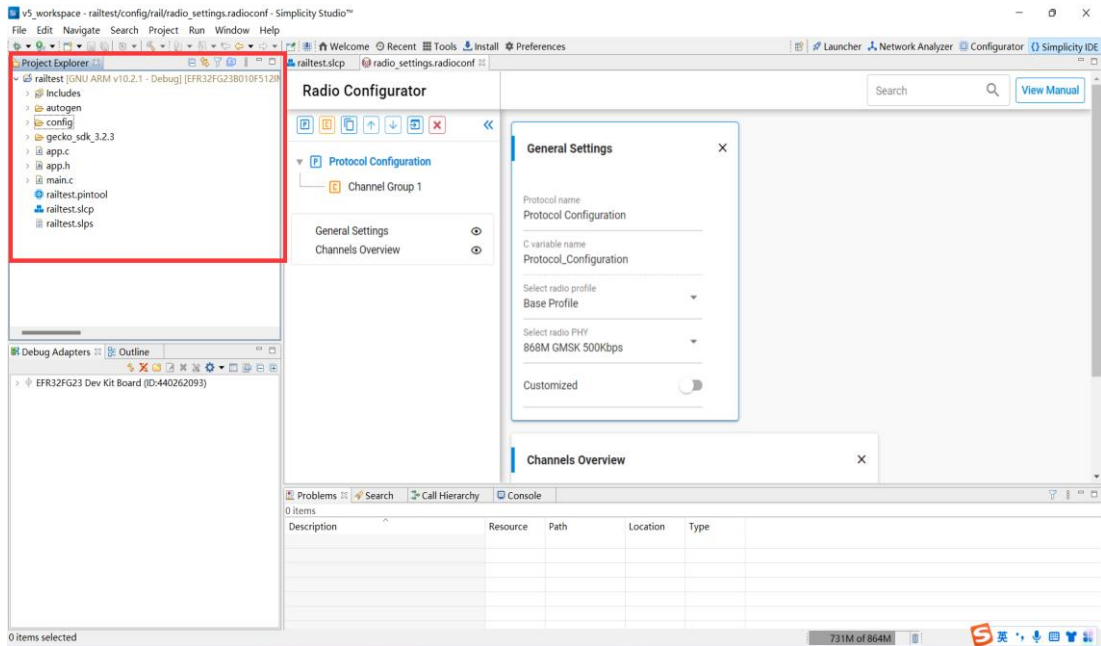 v5_workspace - railtest/config/rail/radio_settings.radioconf - Simplicity Studio™
File Edit Navigate Search Project Run Window Help
Welcome Recent Tools Install Preferences
Launcher Network Analyzer Configurator {} Simplicity IDE
Project Explorer
railtest [GNU ARM v10.2.1 - Debug] [EFR32FG23B010F512I
Includes
autogen
config
gecko_sdk_3.2.3
app.c
app.h
main.c
railtest.pintool
railtest.slcp
railtest.slps
Debug Adapters Outline
EFR32FG23 Dev Kit Board (ID:440262093)
railtest.slcp radio_settings.radioconf
Radio Configurator
Search
View Manual
Protocol Configuration
Channel Group 1
General Settings
Channels Overview
General Settings
Protocol name
Protocol Configuration
C variable name
Protocol_Configuration
Select radio profile
Base Profile
Select radio PHY
868M GMSK 500Kbps
Customized
Channels Overview
Problems Search Call Hierarchy Console
0 items
Description Resource Path Location Type
0 items selected
731M of 864M
英